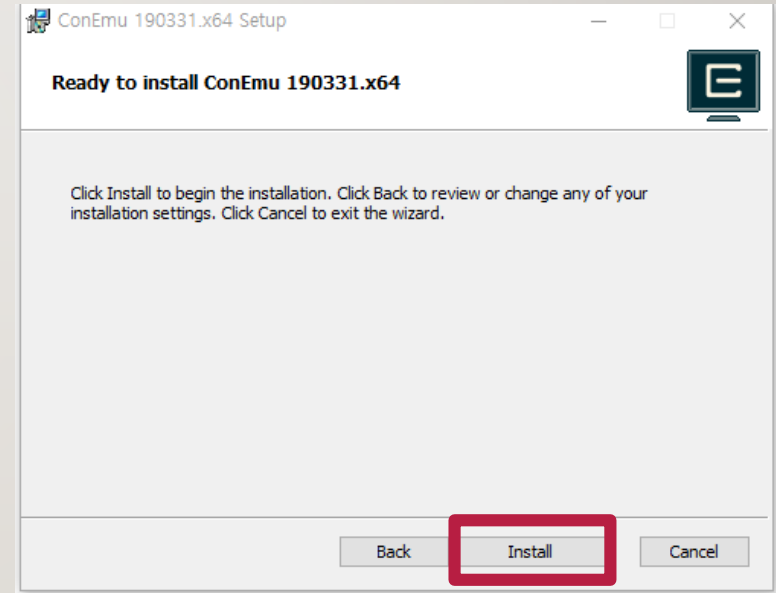 ConEmu 190331.x64 Setup
Ready to install ConEmu 190331.x64
Click Install to begin the installation. Click Back to review or change any of your
installation settings. Click Cancel to exit the wizard.
Back Install Cancel